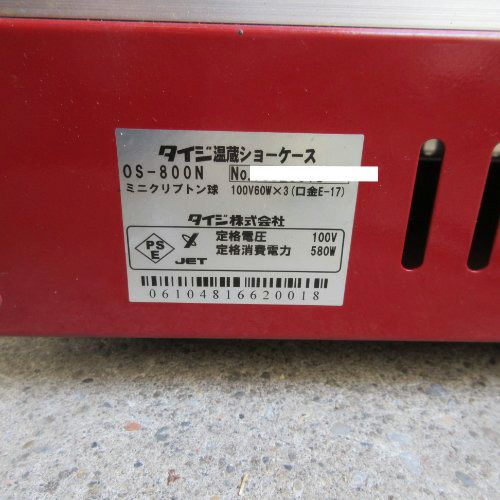 タイジ温蔵ショーケース
OS-800N No.
ミニクリプトン球 100V60W×3(口金E-17)
タイジ株式会社
PS E JET 定格電圧 100V
定格消費電力 580W
06104816620018